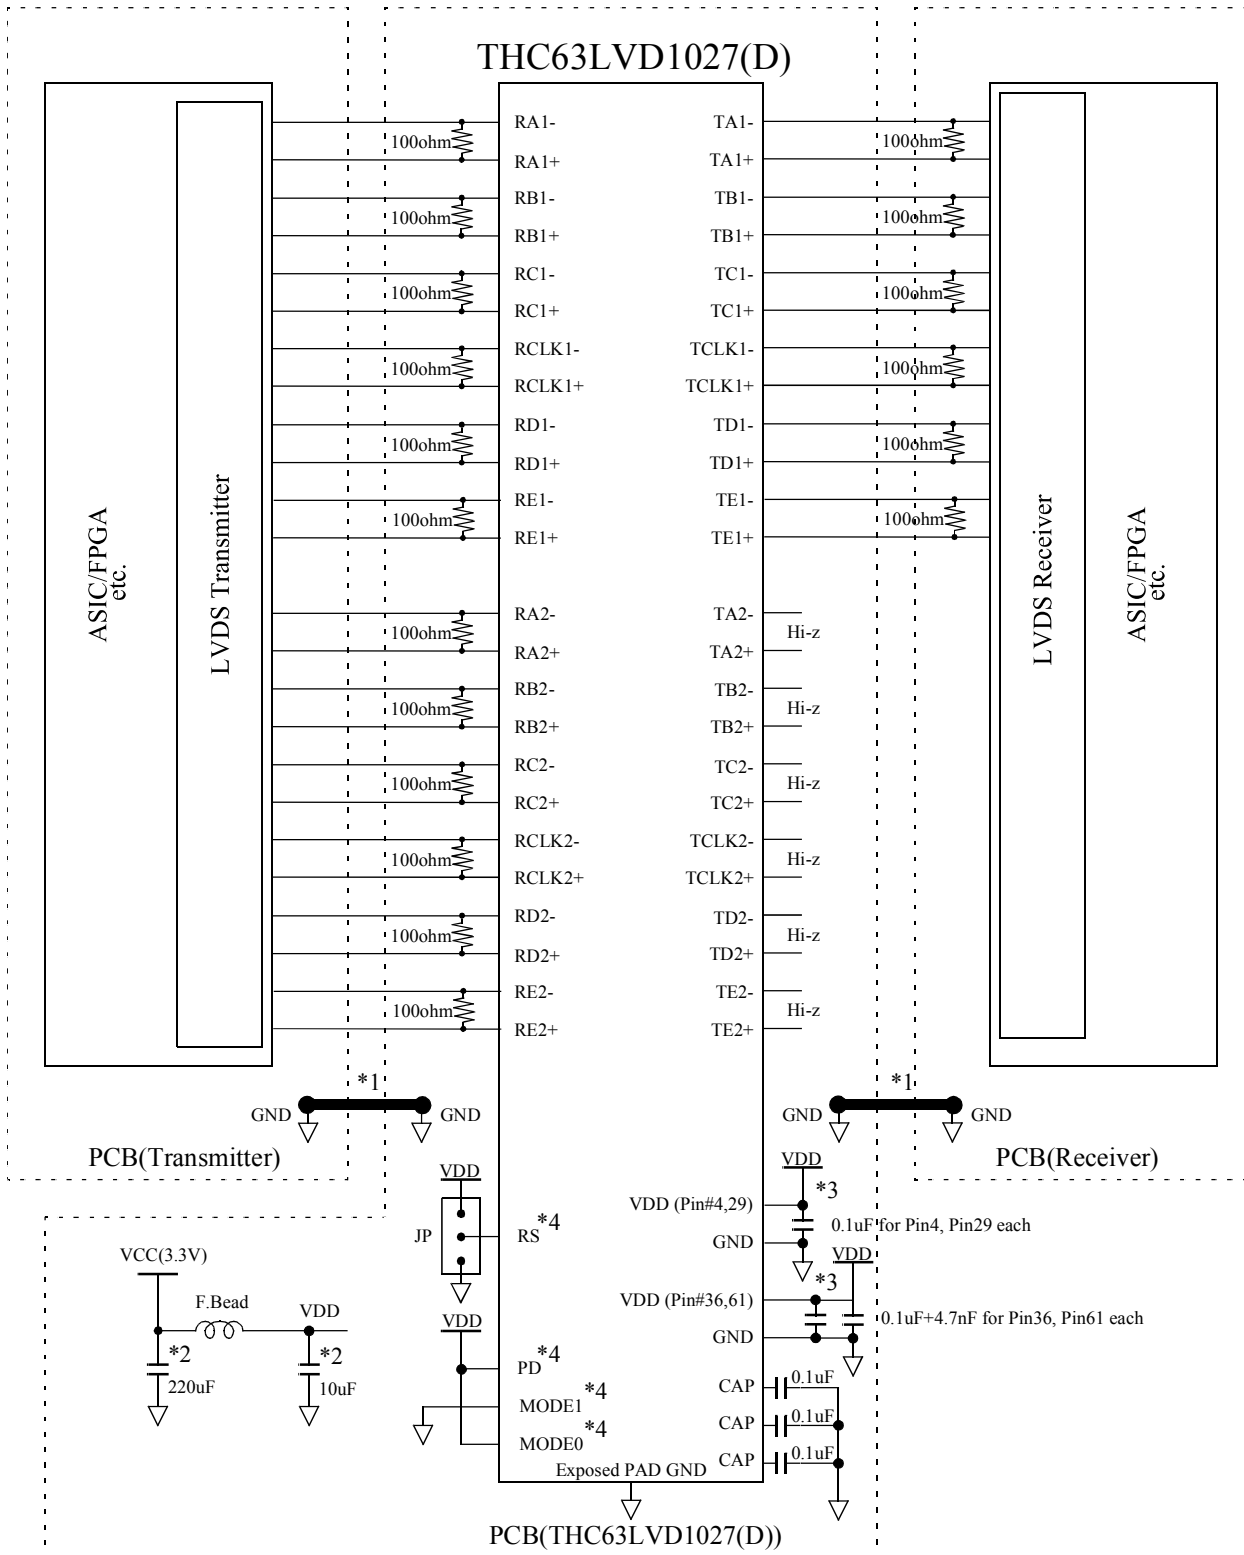 THC63LVD1027(D)
ASIC/FPGA
etc.
LVDS Transmitter
100ohm
RA1-
RA1+
100ohm
RB1-
RB1+
100ohm
RC1-
RC1+
100ohm
RCLK1-
RCLK1+
100ohm
RD1-
RD1+
100ohm
RE1-
RE1+
100ohm
RA2-
RA2+
100ohm
RB2-
RB2+
100ohm
RC2-
RC2+
100ohm
RCLK2-
RCLK2+
100ohm
RD2-
RD2+
100ohm
RE2-
RE2+
100ohm
TA1-
TA1+
100ohm
TB1-
TB1+
100ohm
TC1-
TC1+
100ohm
TCLK1-
TCLK1+
100ohm
TD1-
TD1+
100ohm
TE1-
TE1+
TA2-
Hi-z
TA2+
TB2-
Hi-z
TB2+
TC2-
Hi-z
TC2+
TCLK2-
Hi-z
TCLK2+
TD2-
Hi-z
TD2+
TE2-
Hi-z
TE2+
LVDS Receiver
ASIC/FPGA
etc.
*1
GND GND
PCB(Transmitter)
*1
GND GND
PCB(Receiver)
VCC(3.3V)
F.Bead
VDD
*2
220uF
*2
10uF
VDD
JP
RS*4
VDD
PD*4
MODE1*4
MODE0*4
Exposed PAD GND
VDD
*3
VDD (Pin#4,29)
0.1uF for Pin4, Pin29 each
GND
VDD
*3
VDD (Pin#36,61)
0.1uF+4.7nF for Pin36, Pin61 each
GND
CAP 0.1uF
CAP 0.1uF
CAP 0.1uF
PCB(THC63LVD1027(D))